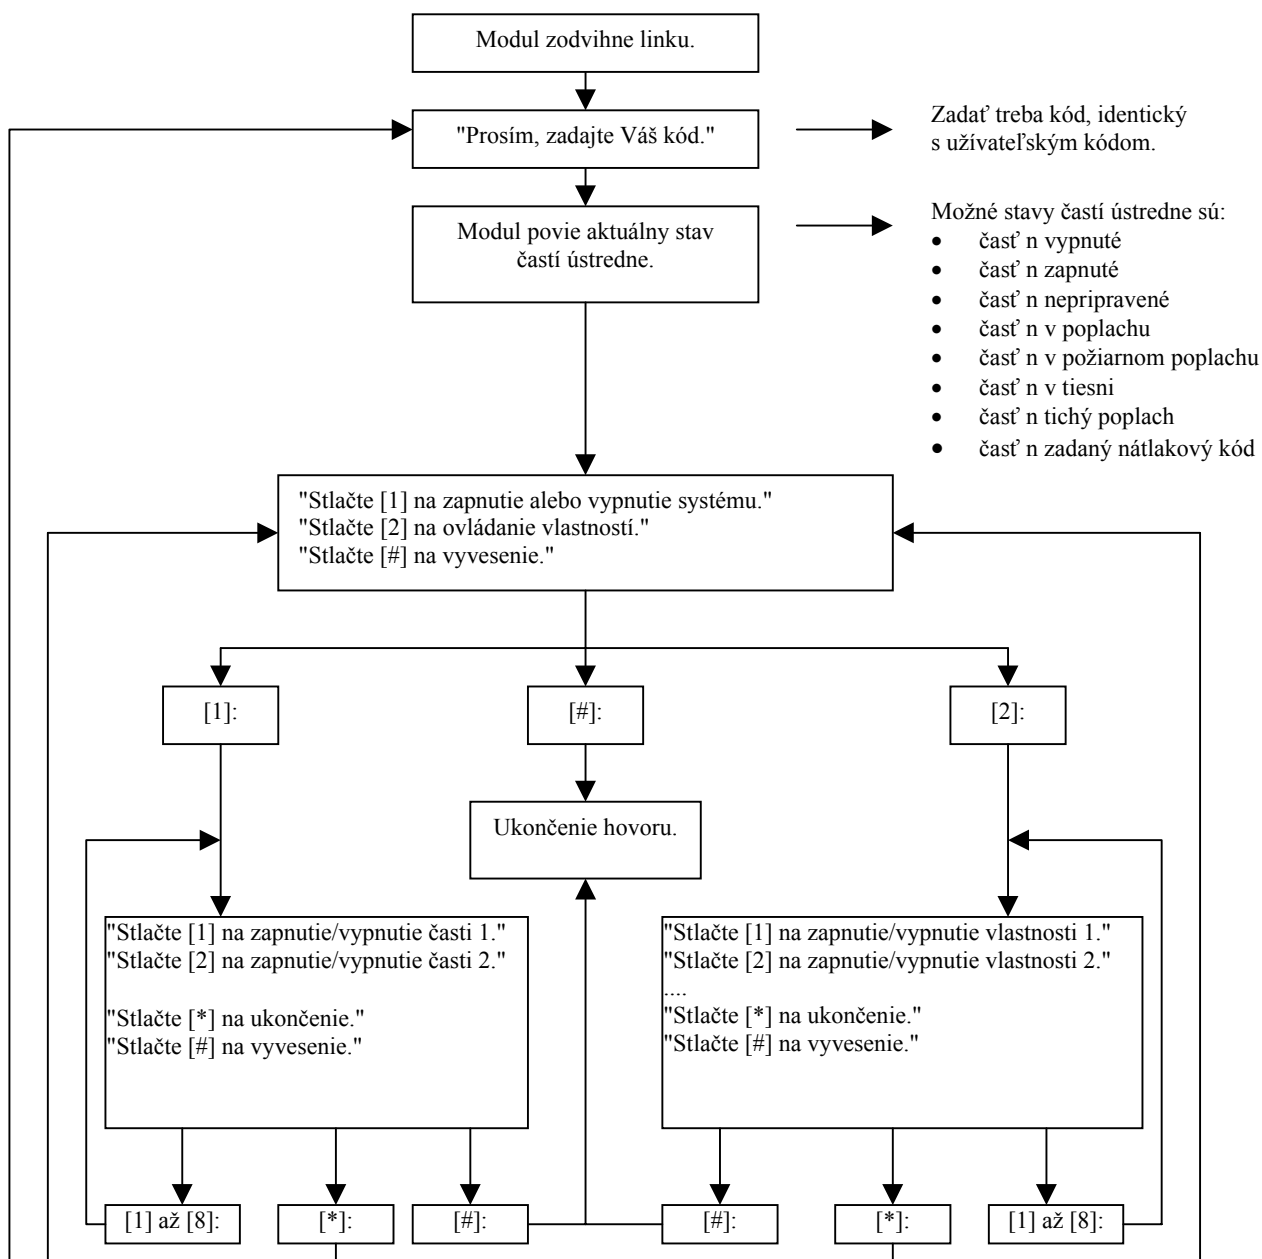 Modul zodvihne linku.
"Prosím, zadajte Váš kód."
Zadať treba kód, identický
s užívateľským kódom.
Modul povie aktuálny stav
častí ústredne.
Možné stavy častí ústredne sú:
• časť n vypnuté
• časť n zapnuté
• časť n nepripravené
• časť n v poplachu
• časť n v požiarnom poplachu
• časť n v tiesni
• časť n tichý poplach
• časť n zadaný nátlakový kód
"Stlačte [1] na zapnutie alebo vypnutie systému."
"Stlačte [2] na ovládanie vlastností."
"Stlačte [#] na vyvesenie."
[1]:
[#]:
[2]:
Ukončenie hovoru.
"Stlačte [1] na zapnutie/vypnutie časti 1."
"Stlačte [2] na zapnutie/vypnutie časti 2."
"Stlačte [*] na ukončenie."
"Stlačte [#] na vyvesenie."
"Stlačte [1] na zapnutie/vypnutie vlastnosti 1."
"Stlačte [2] na zapnutie/vypnutie vlastnosti 2."
....
"Stlačte [*] na ukončenie."
"Stlačte [#] na vyvesenie."
[1] až [8]:
[*]:
[#]:
[#]:
[*]:
[1] až [8]: